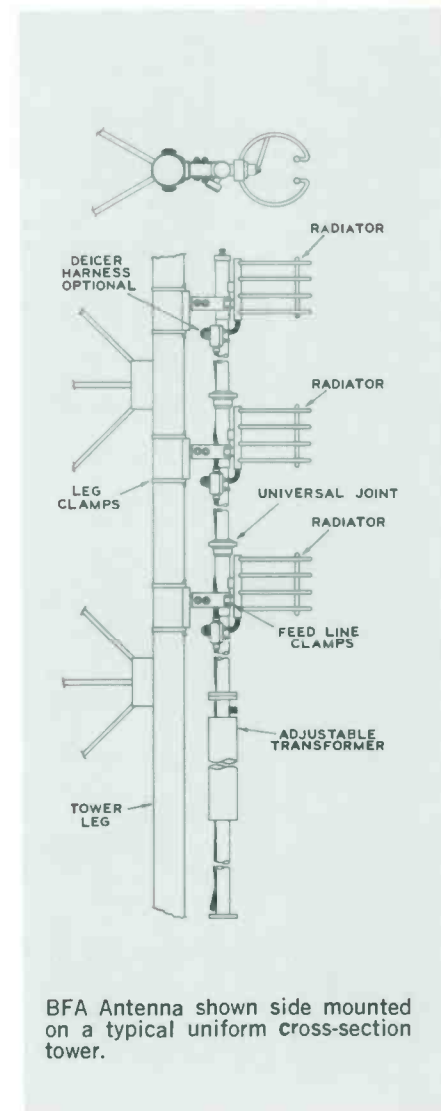 RADIATOR
DEICER
HARNESS
OPTIONAL
RADIATOR
LEG
CLAMPS
UNIVERSAL JOINT
RADIATOR
FEED LINE
CLAMPS
ADJUSTABLE
TRANSFORMER
TOWER
LEG
BFA Antenna shown side mounted
on a typical uniform cross-section
tower.